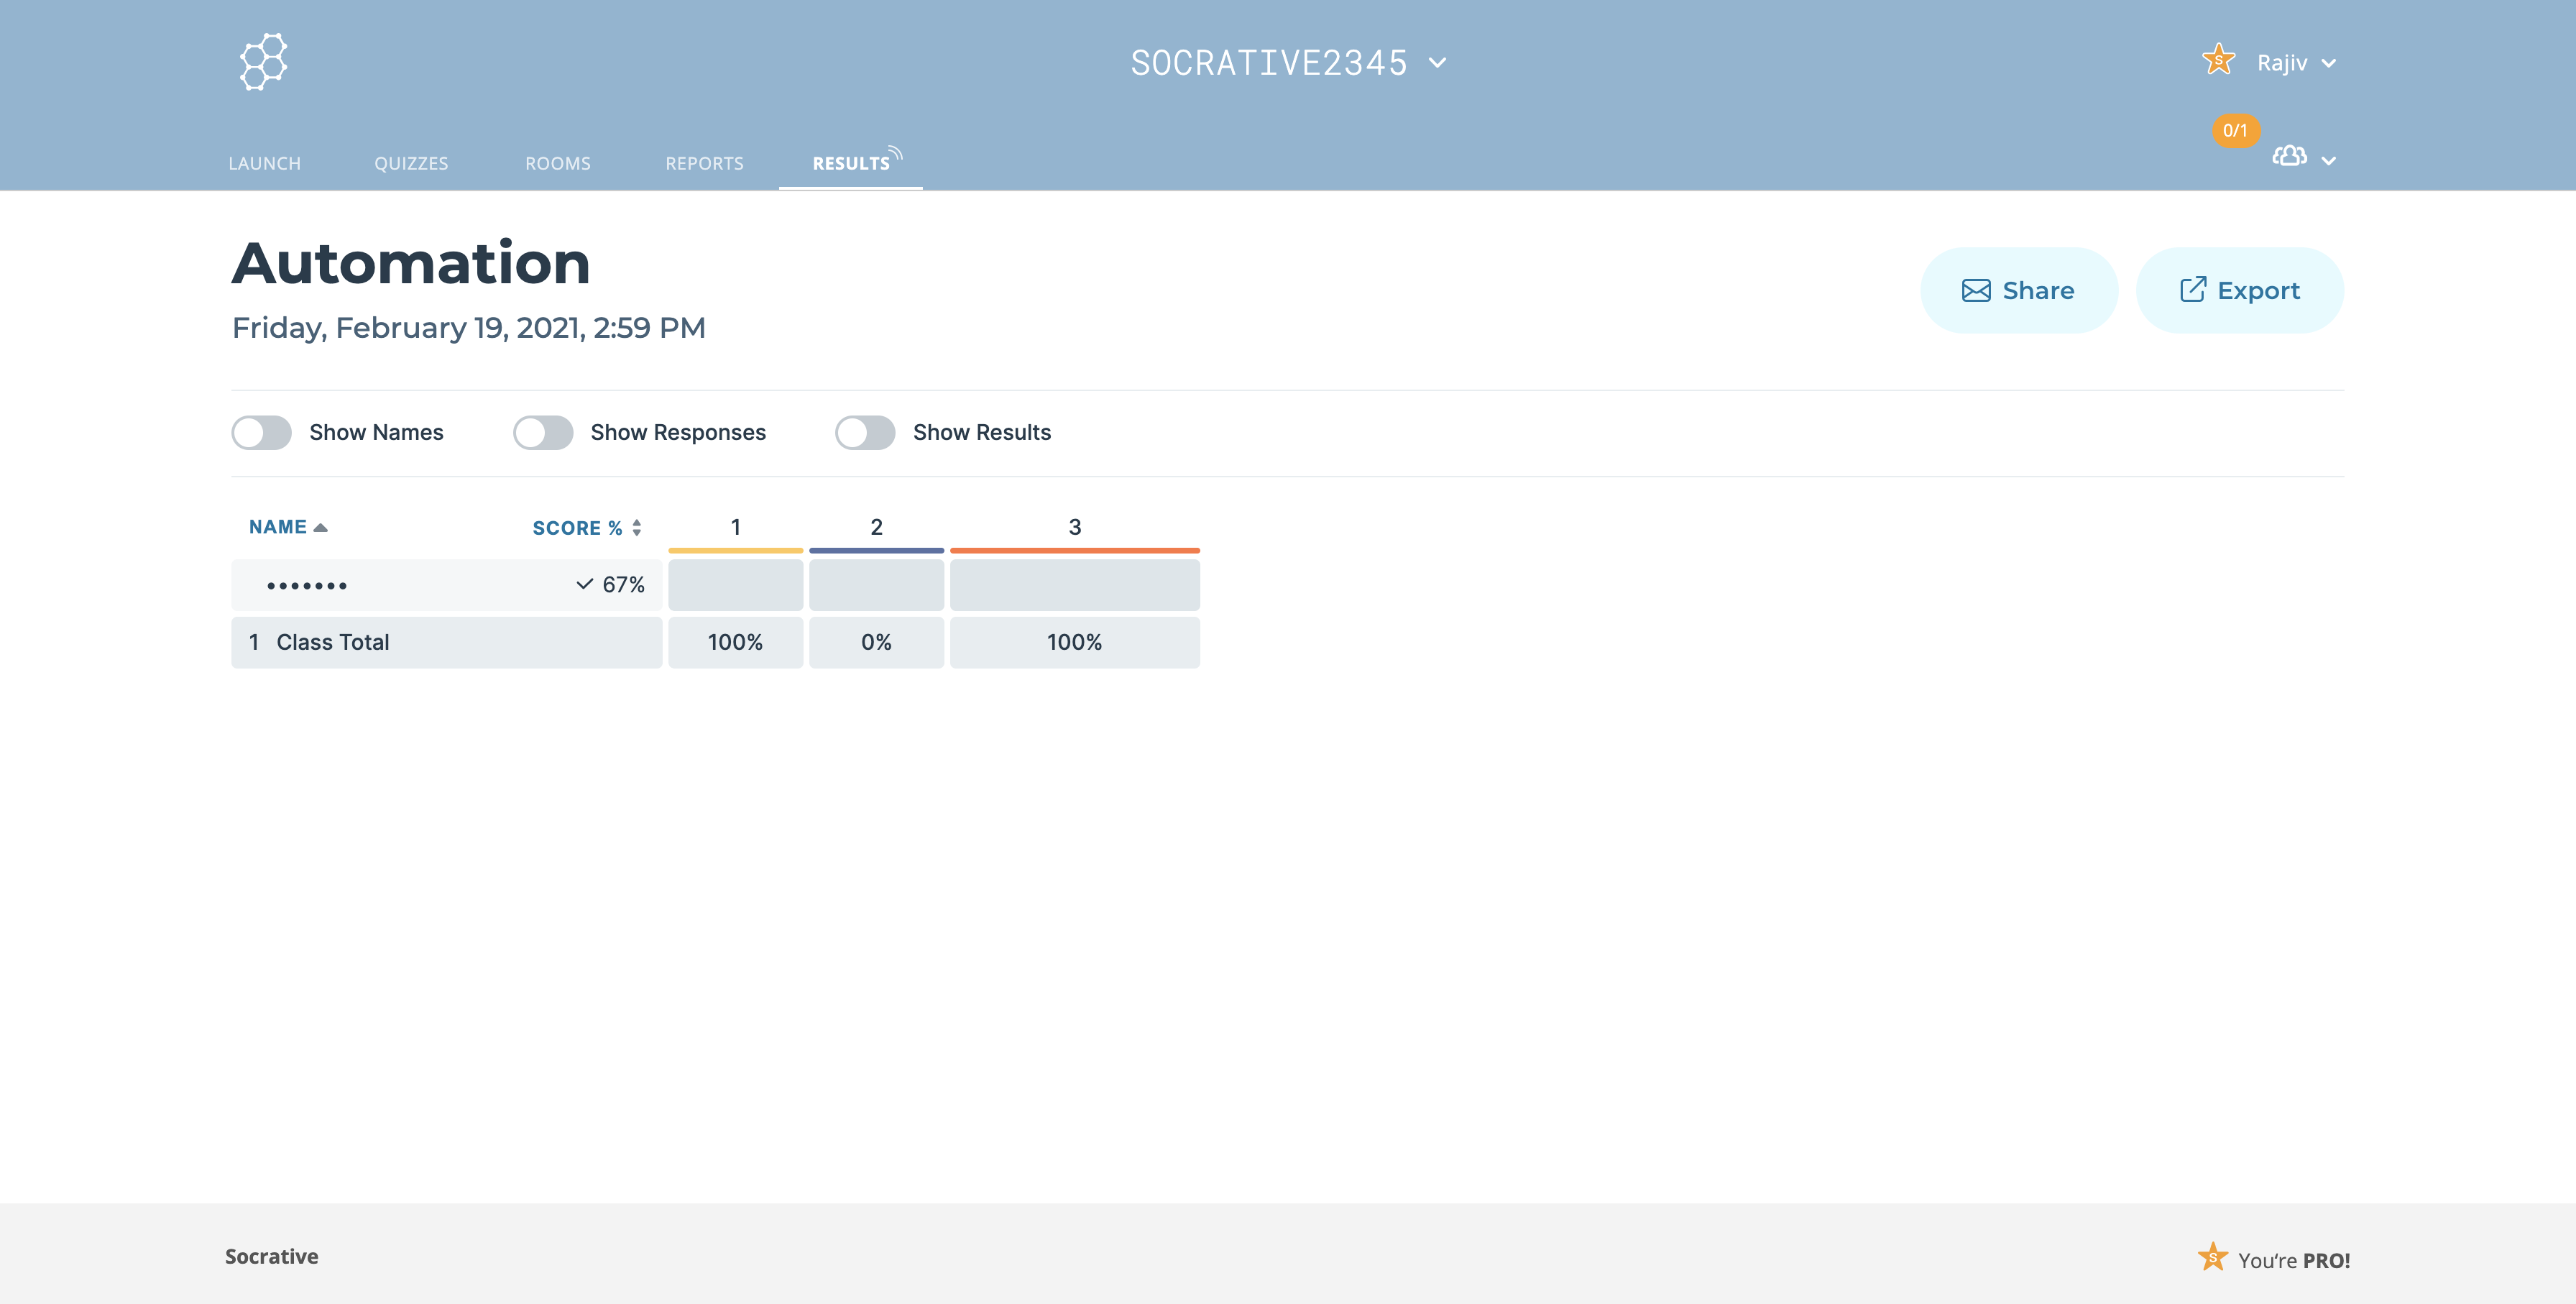 SOCRATIVE2345
S Rajiv
0/1
LAUNCH QUIZZES ROOMS REPORTS RESULTS
Automation
Friday, February 19, 2021, 2:59 PM
Share Export
Show Names Show Responses Show Results
NAME SCORE % 1 2 3
••••••• 67%
1 Class Total 100% 0% 100%
Socrative
S You're PRO!